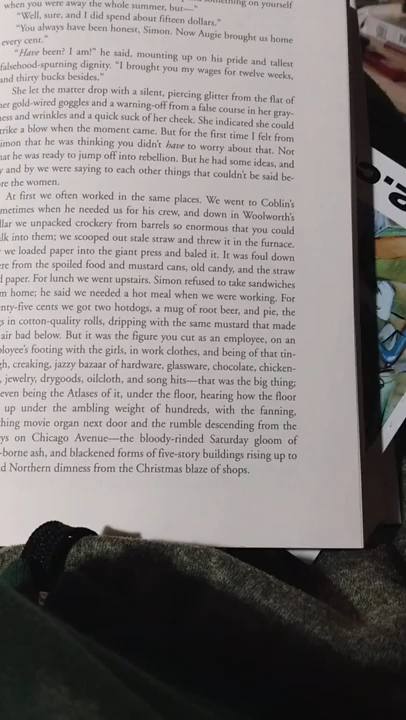 when you were away the whole summer, but—"
"Well, sure, and I did spend about fifteen dollars."
"You always have been honest, Simon. Now Augie brought us home
every cent."
"Have been? I am!" he said, mounting up on his pride and tallest
falsehood-spurning dignity. "I brought you my wages for twelve weeks,
and thirty bucks besides."
She let the matter drop with a silent, piercing glitter from the flat of
her gold-wired goggles and a warning-off from a false course in her gray-
ness and wrinkles and a quick suck of her cheek. She indicated she could
trike a blow when the moment came. But for the first time I felt from
imon that he was thinking you didn't have to worry about that. Not
hat he was ready to jump off into rebellion. But he had some ideas, and
y and by we were saying to each other things that couldn't be said be-
re the women.
At first we often worked in the same places. We went to Coblin's
metimes when he needed us for his crew, and down in Woolworth's
llar we unpacked crockery from barrels so enormous that you could
lk into them; we scooped out stale straw and threw it in the furnace.
we loaded paper into the giant press and baled it. It was foul down
ere from the spoiled food and mustard cans, old candy, and the straw
d paper. For lunch we went upstairs. Simon refused to take sandwiches
m home; he said we needed a hot meal when we were working. For
nty-five cents we got two hotdogs, a mug of root beer, and pie, the
s in cotton-quality rolls, dripping with the same mustard that made
air bad below. But it was the figure you cut as an employee, on an
ployee's footing with the girls, in work clothes, and being of that tin-
gh, creaking, jazzy bazaar of hardware, glassware, chocolate, chicken-
, jewelry, drygoods, oilcloth, and song hits—that was the big thing;
even being the Atlases of it, under the floor, hearing how the floor
up under the ambling weight of hundreds, with the fanning,
thing movie organ next door and the rumble descending from the
ys on Chicago Avenue—the bloody-rinded Saturday gloom of
-borne ash, and blackened forms of five-story buildings rising up to
d Northern dimness from the Christmas blaze of shops.